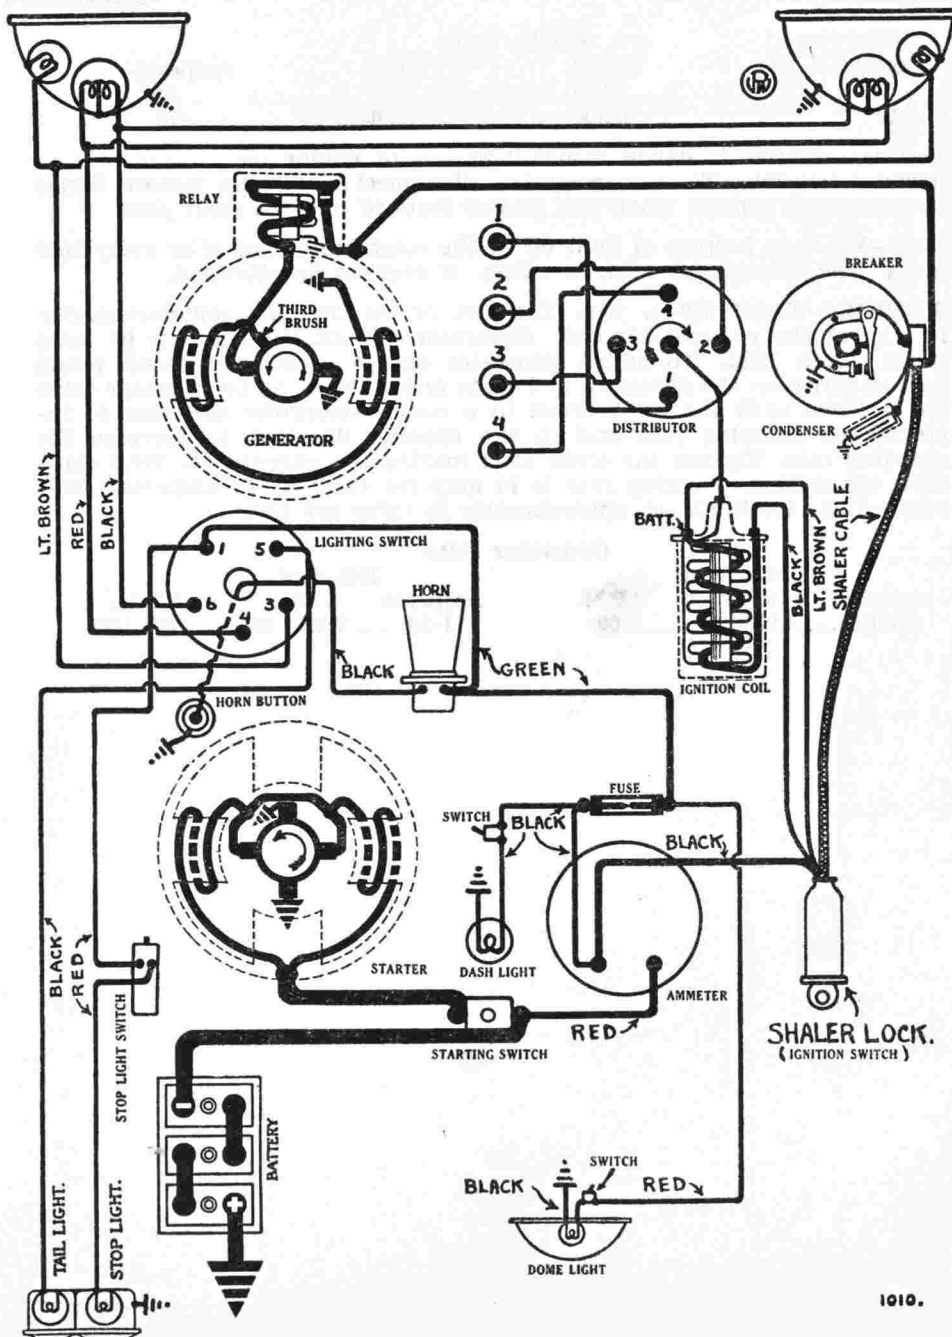 RELAY
THIRD
BRUSH
GENERATOR
1
2
3
4
4
3
2
1
DISTRIBUTOR
BREAKER
CONDENSER
LT. BROWN
RED
BLACK
LIGHTING SWITCH
1
5
6
3
4
HORN
BLACK
GREEN
HORN BUTTON
BATT.
IGNITION COIL
BLACK
LT. BROWN
SHALER CABLE
FUSE
SWITCH
BLACK
BLACK
DASH LIGHT
AMMETER
STARTER
STARTING SWITCH
RED
SHALER LOCK.
(IGNITION SWITCH)
BLACK
RED
STOP LIGHT SWITCH
BATTERY
TAIL LIGHT.
STOP LIGHT.
SWITCH
BLACK
RED
DOME LIGHT
1010.